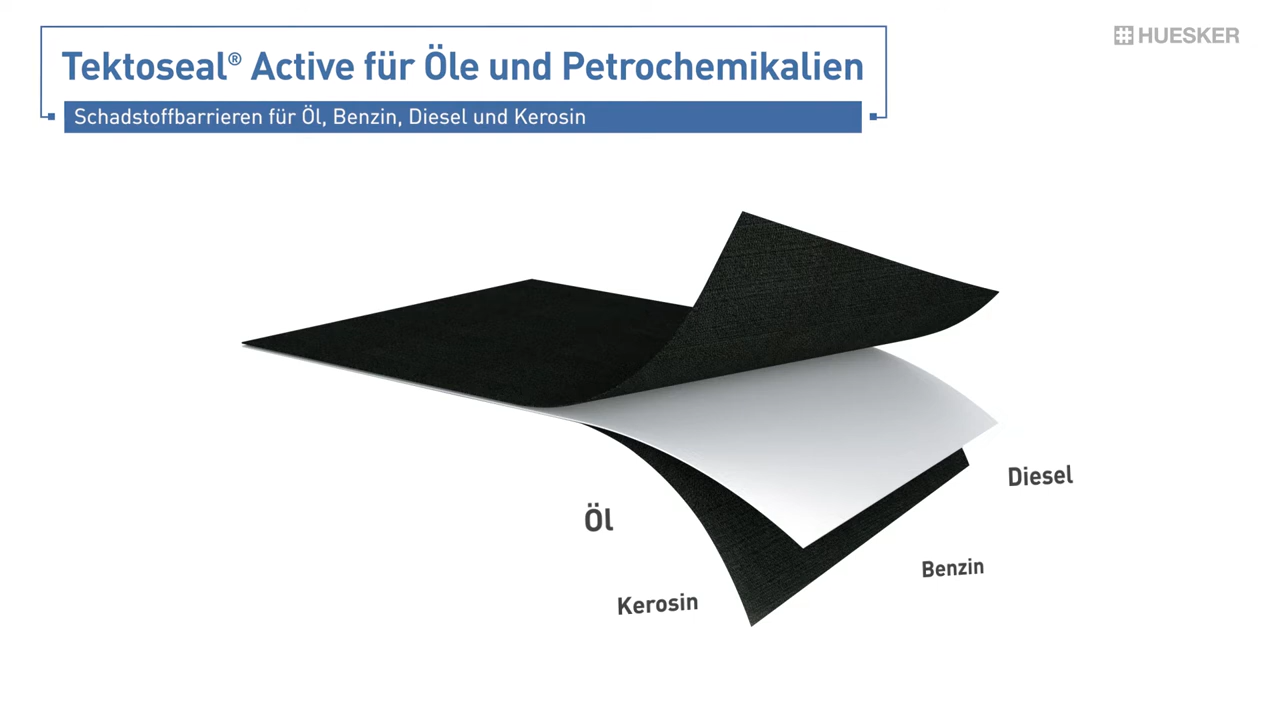 Tektoseal® Active für Öle und Petrochemikalien
HUESKER
Schadstoffbarrieren für Öl, Benzin, Diesel und Kerosin
Diesel
Öl
Benzin
Kerosin